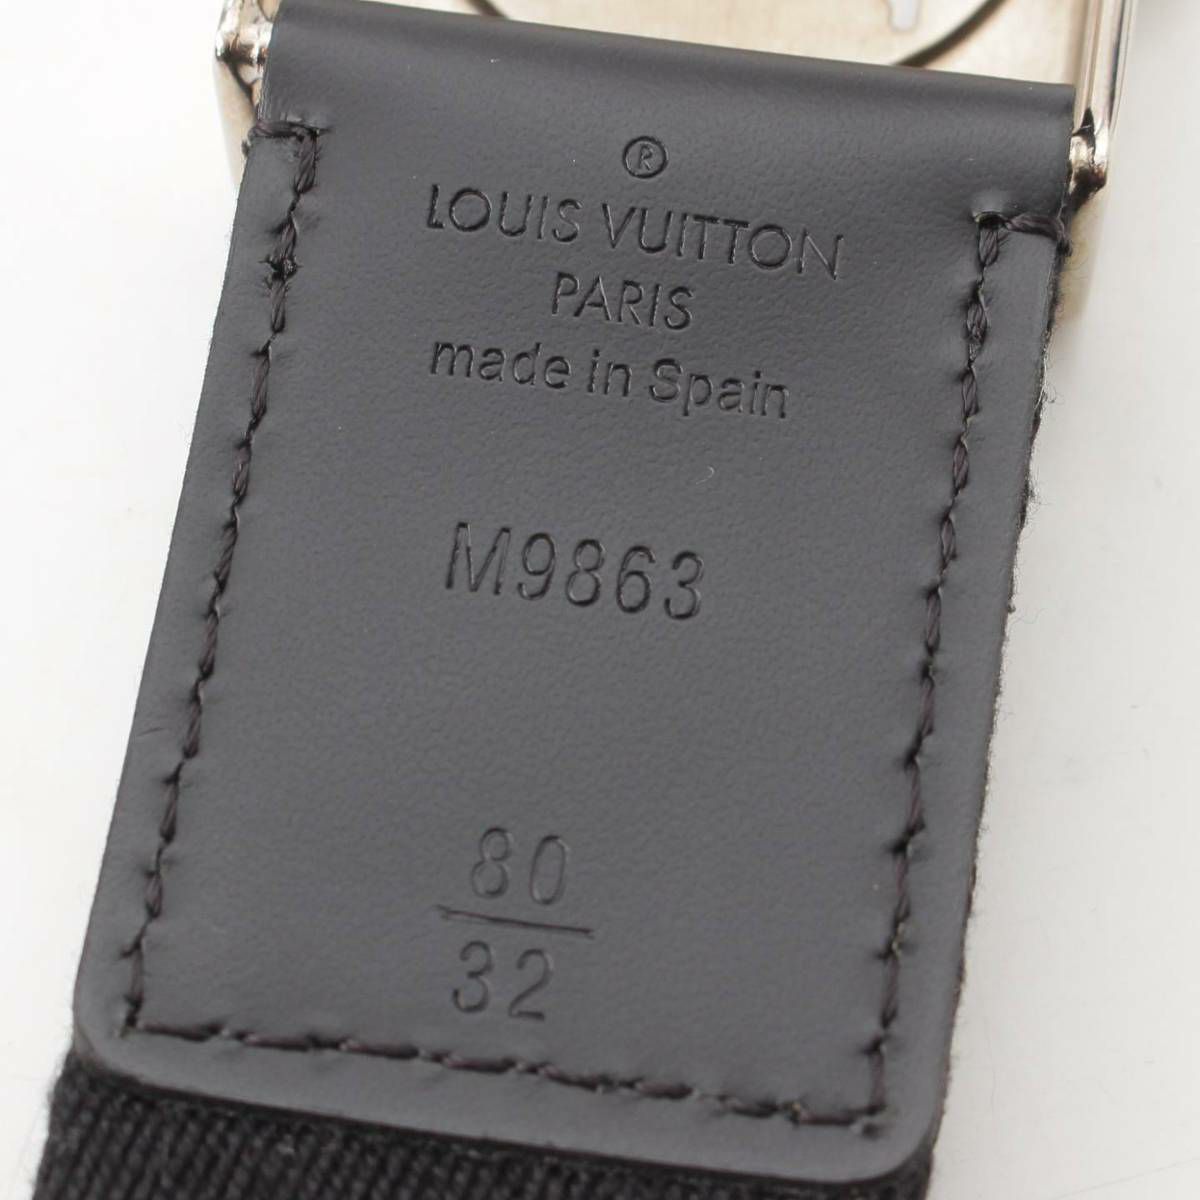 ®
LOUIS VUITTON
PARIS
made in Spain
M9863
80
32